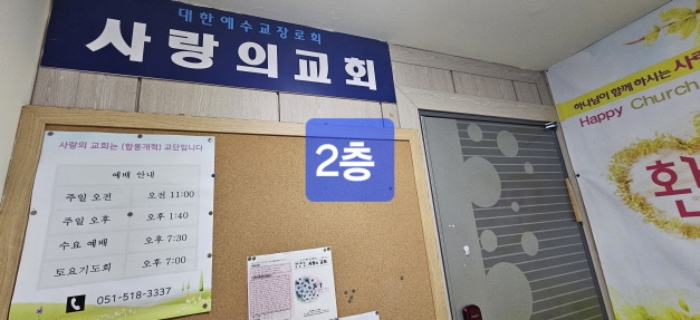 대한예수교장로회
사랑의교회
2층
사랑의 교회는 (합동개혁) 교단입니다
예배 안내
주일 오전 오전 11:00
주일 오후 오후 1:40
수요 예배 오후 7:30
토요기도회 오후 7:00
051-518-3337
하나님이 함께 하시는 사
Happy Church
환